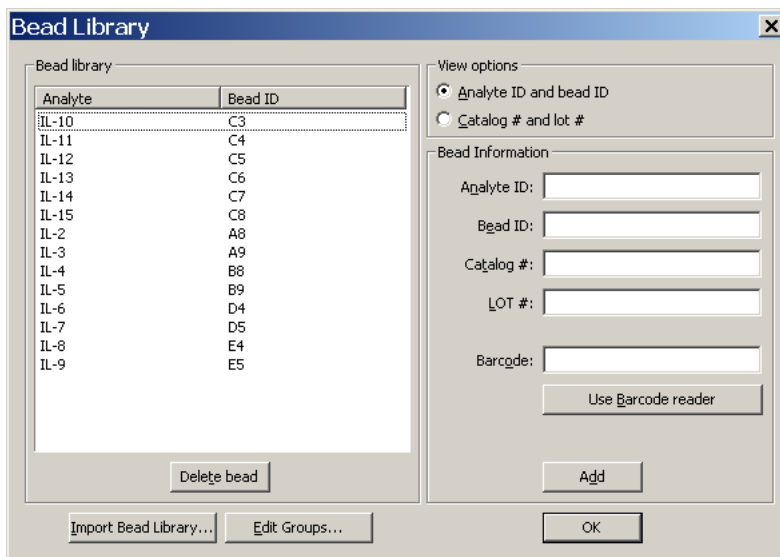 Bead Library
Bead library
Analyte Bead ID
IL-10 C3
IL-11 C4
IL-12 C5
IL-13 C6
IL-14 C7
IL-15 C8
IL-2 A8
IL-3 A9
IL-4 B8
IL-5 B9
IL-6 D4
IL-7 D5
IL-8 E4
IL-9 E5
Delete bead
Import Bead Library...
Edit Groups...
View options
Analyte ID and bead ID
Catalog # and lot #
Bead Information
Analyte ID:
Bead ID:
Catalog #:
LOT #:
Barcode:
Use Barcode reader
Add
OK